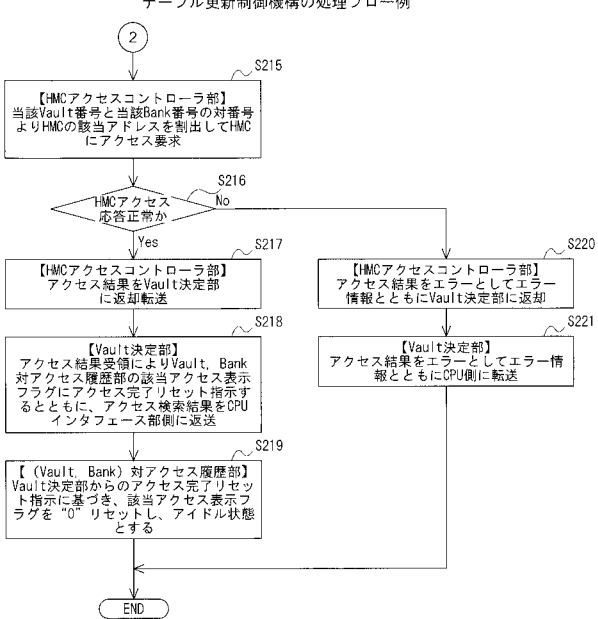 テーブル更新制御機構の処理フロー例
2
S215
【HMCアクセスコントローラ部】
当該Vault番号と当該Bank番号の対番号
よりHMCの該当アドレスを割出してHMC
にアクセス要求
S216
HMCアクセス
応答正常か
No
Yes
S217
【HMCアクセスコントローラ部】
アクセス結果をVault決定部
に返却転送
S220
【HMCアクセスコントローラ部】
アクセス結果をエラーとしてエラー
情報とともにVault決定部に返却
S218
【Vault決定部】
アクセス結果受領によりVault, Bank
対アクセス履歴部の該当アクセス表示
フラグにアクセス完了リセット指示す
るとともに、アクセス検索結果をCPU
インタフェース部側に返送
S221
【Vault決定部】
アクセス結果をエラーとしてエラー情
報とともにCPU側に転送
S219
【（Vault, Bank）対アクセス履歴部】
Vault決定部からのアクセス完了リセッ
ト指示に基づき、該当アクセス表示フ
ラグを“0”リセットし、アイドル状態
とする
END